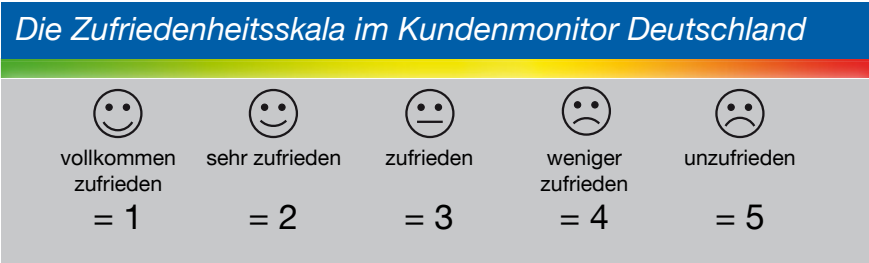 Die Zufriedenheitsskala im Kundenmonitor Deutschland
vollkommen zufrieden
= 1
sehr zufrieden
= 2
zufrieden
= 3
weniger zufrieden
= 4
unzufrieden
= 5